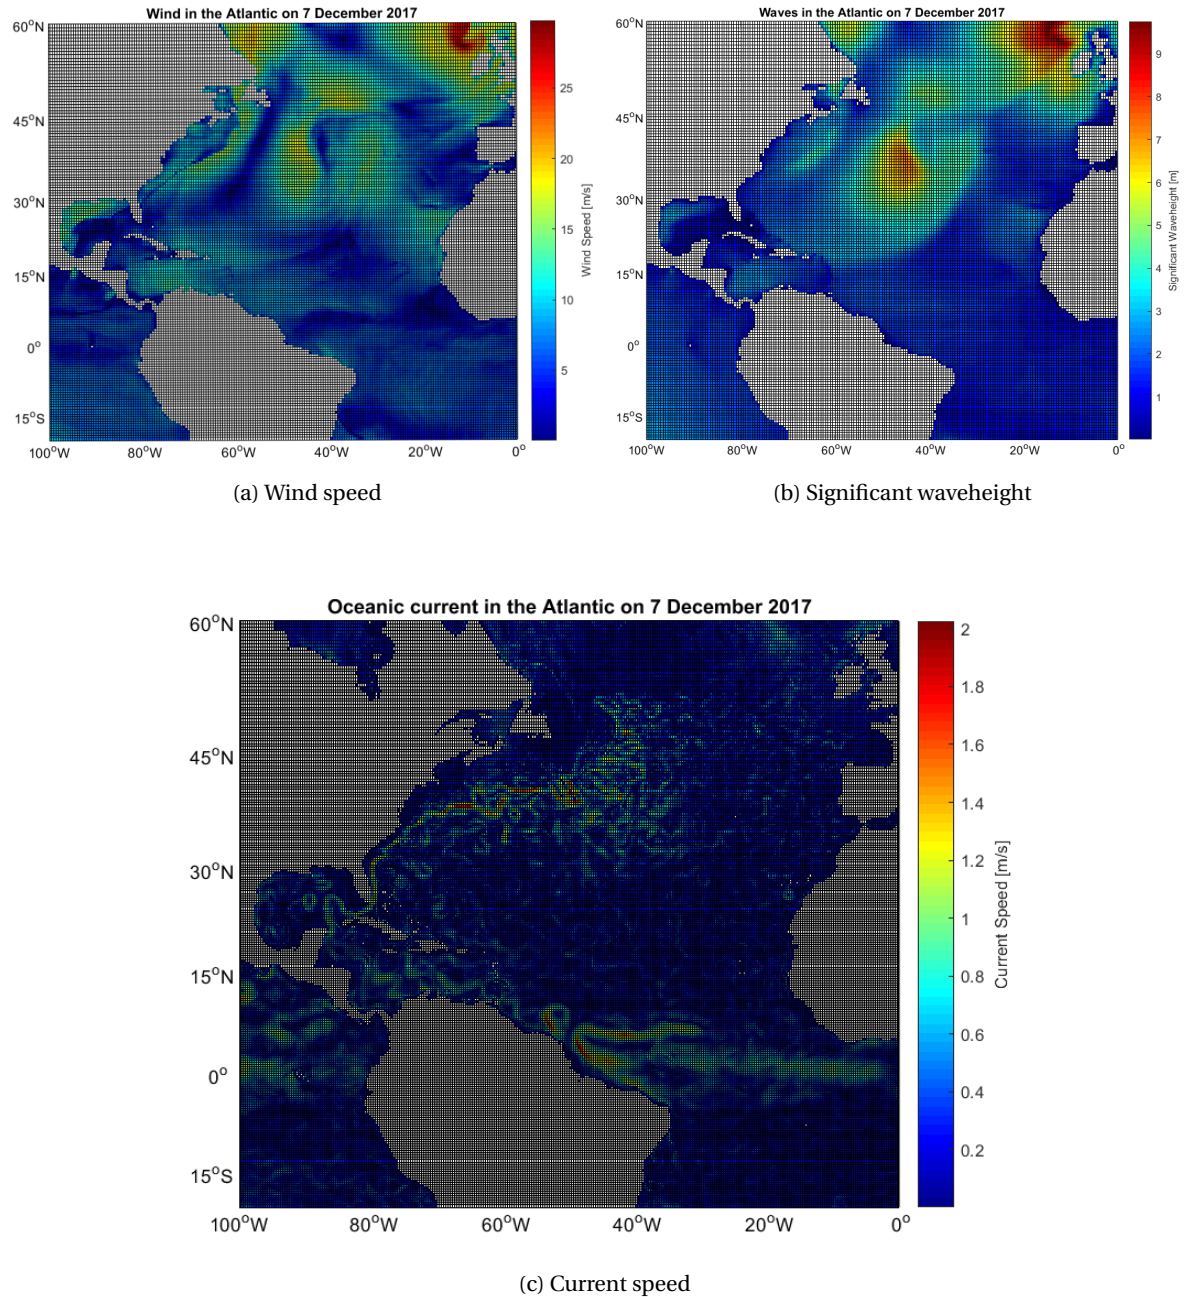 Wind in the Atlantic on 7 December 2017
60°N
45°N
30°N
15°N
0°
15°S
100°W 80°W 60°W 40°W 20°W 0°
25
20
15
10
5
Wind Speed [m/s]
(a) Wind speed
Waves in the Atlantic on 7 December 2017
60°N
45°N
30°N
15°N
0°
15°S
100°W 80°W 60°W 40°W 20°W 0°
9
8
7
6
5
4
3
2
1
Significant Waveheight [m]
(b) Significant waveheight
Oceanic current in the Atlantic on 7 December 2017
60°N
45°N
30°N
15°N
0°
15°S
100°W 80°W 60°W 40°W 20°W 0°
2
1.8
1.6
1.4
1.2
1
0.8
0.6
0.4
0.2
Current Speed [m/s]
(c) Current speed